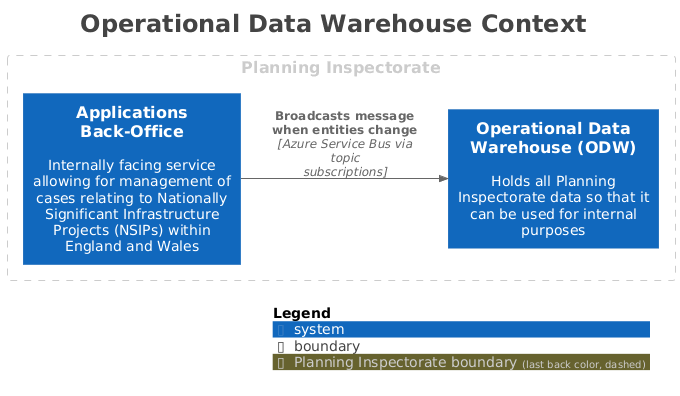 Operational Data Warehouse Context
Planning Inspectorate
Applications
Back-Office
Internally facing service
allowing for management of
cases relating to Nationally
Significant Infrastructure
Projects (NSIPs) within
England and Wales
Broadcasts message
when entities change
[Azure Service Bus via
topic
subscriptions]
Operational Data
Warehouse (ODW)
Holds all Planning
Inspectorate data so that it
can be used for internal
purposes
Legend
system
boundary
Planning Inspectorate boundary (last back color, dashed)